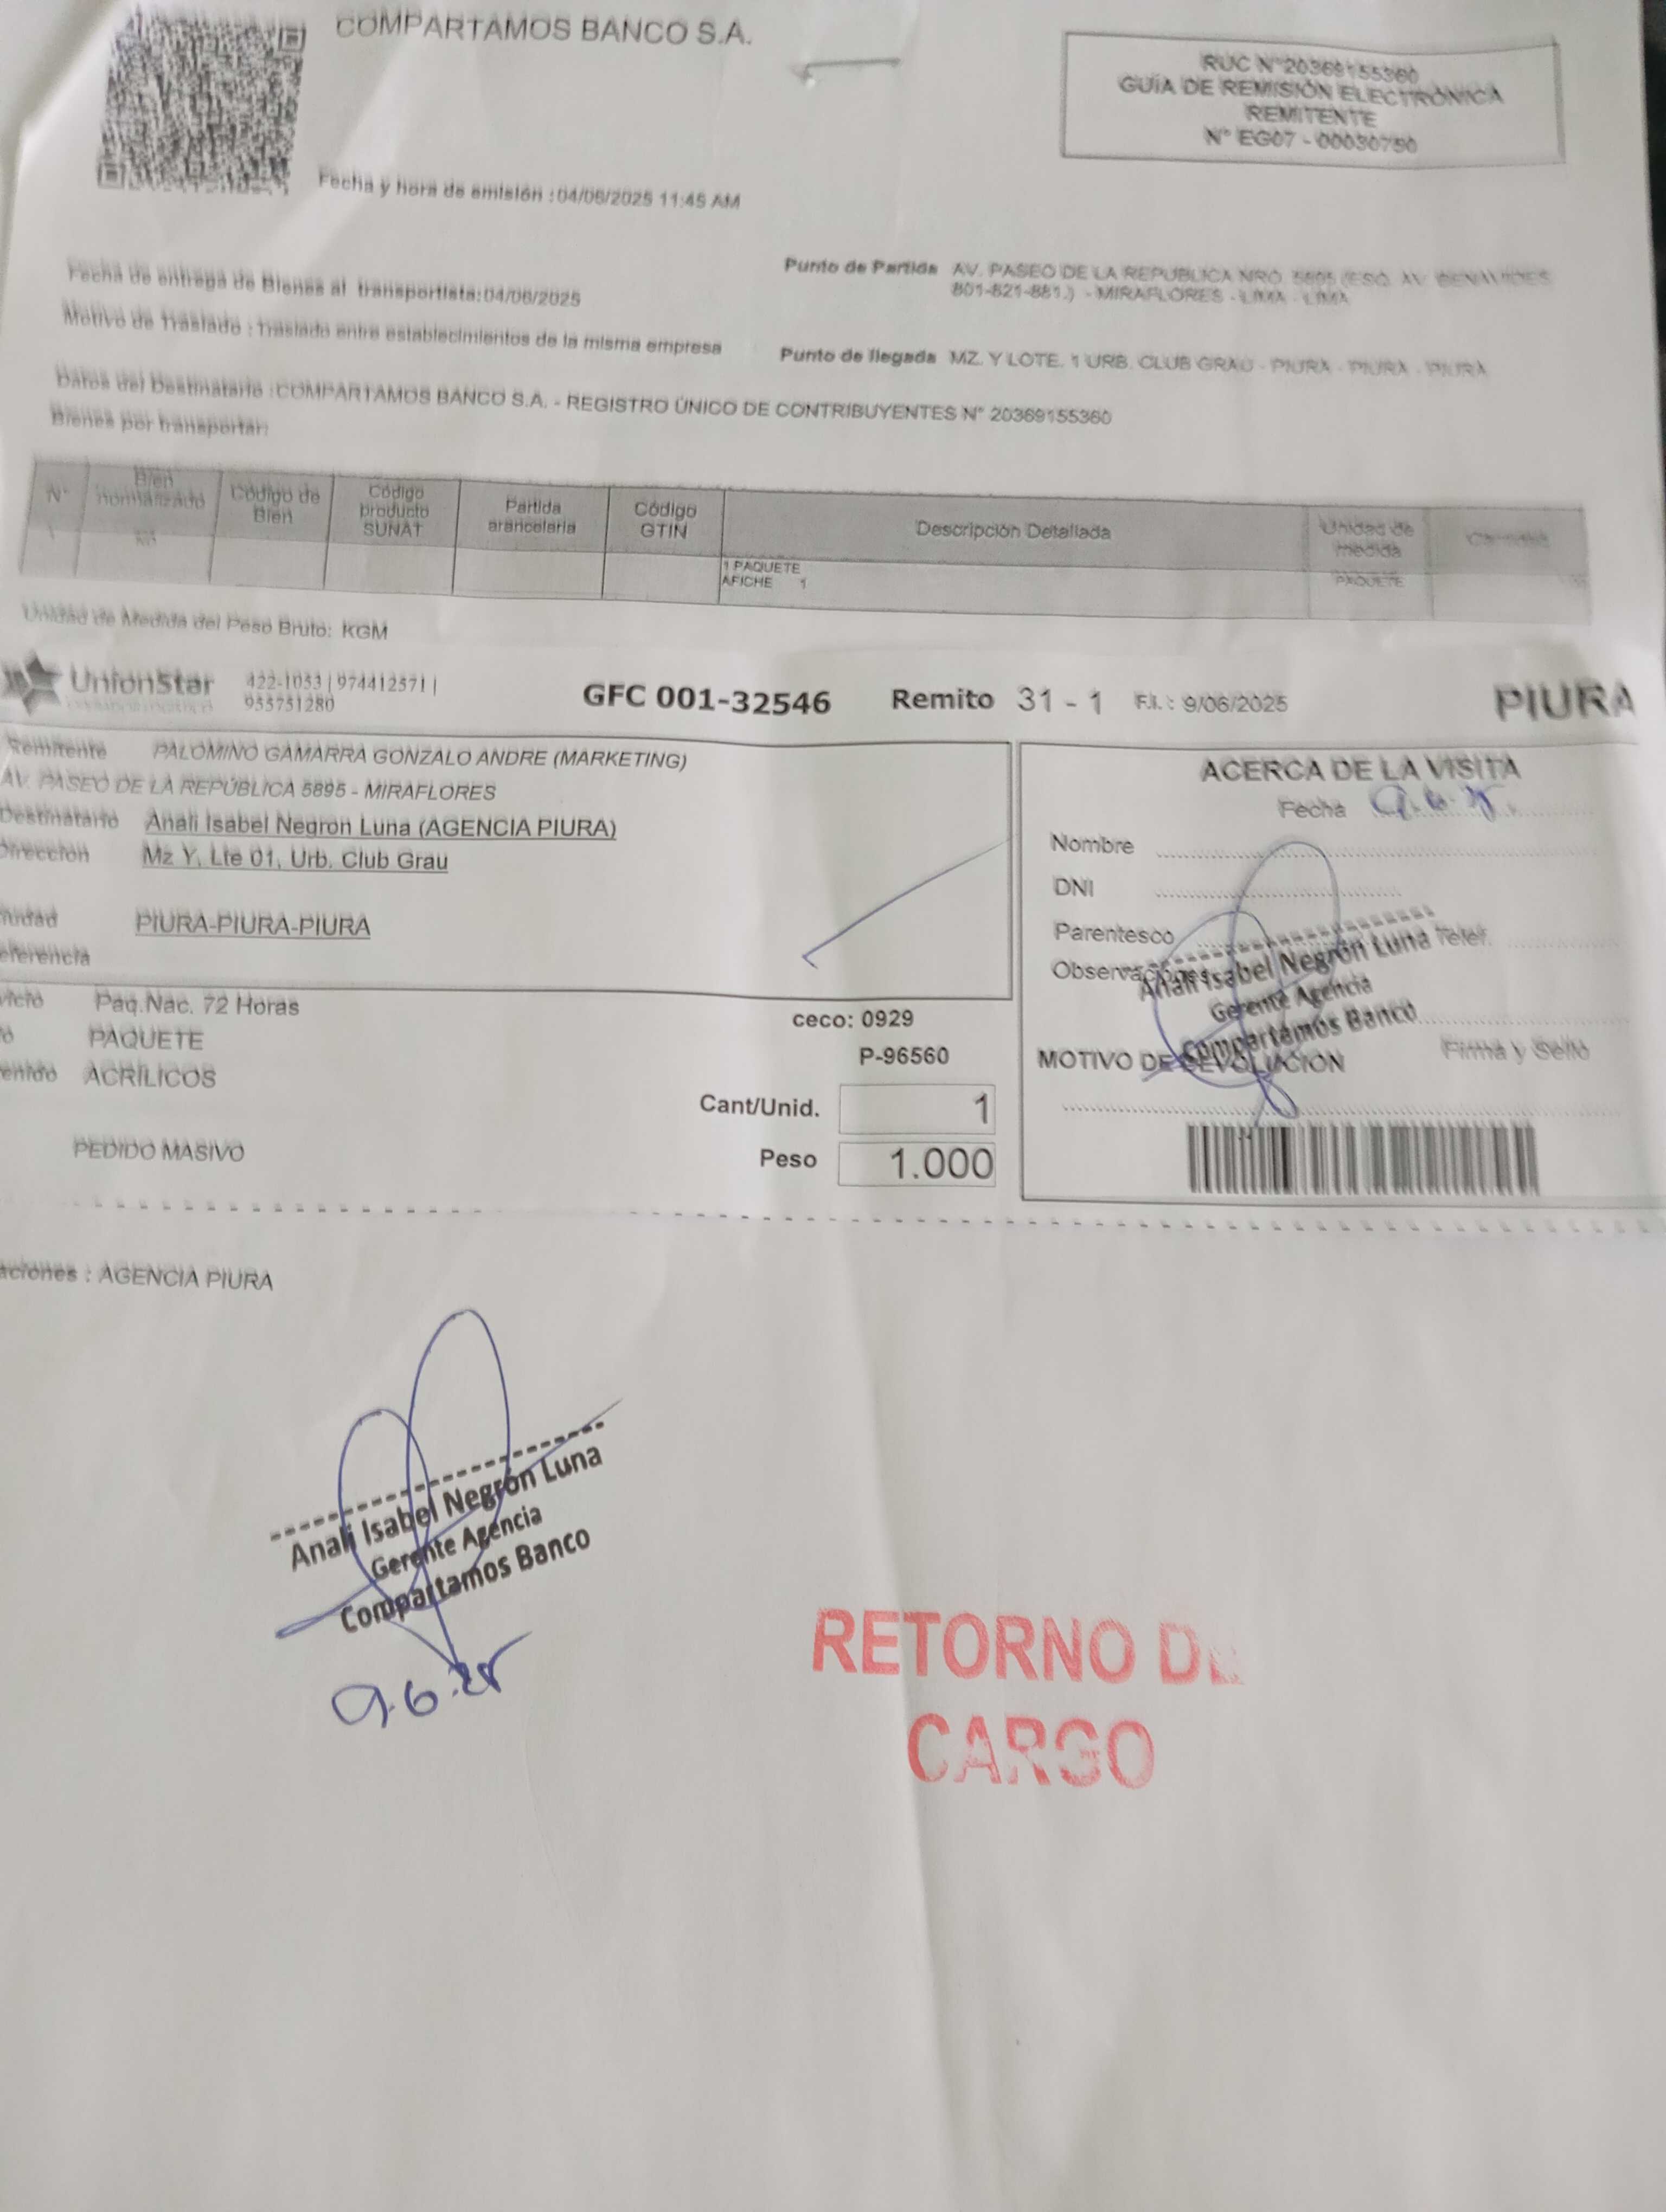 COMPARTAMOS BANCO S.A.
RUC N°20369155360
GUÍA DE REMISIÓN ELECTRÓNICA
REMITENTE
N° EG07 - 00030750
Fecha y hora de emisión :04/06/2025 11:45 AM
Fecha de entrega de Bienes al transportista:04/06/2025
Punto de Partida AV. PASEO DE LA REPUBLICA NRO. 5895 (ESQ. AV. BENAVIDES
801-821-881.) - MIRAFLORES - LIMA - LIMA
Motivo de Traslado : Traslado entre establecimientos de la misma empresa
Punto de llegada MZ. Y LOTE. 1 URB. CLUB GRAU - PIURA - PIURA - PIURA
Datos del Destinatario :COMPARTAMOS BANCO S.A. - REGISTRO ÚNICO DE CONTRIBUYENTES N° 20369155360
Bienes por transportar:
N° Bien normalizado Código de Bien Código producto SUNAT Partida arancelaria Código GTIN Descripción Detallada Unidad de medida Cantidad
1 PAQUETE
AFICHE 1
PAQUETE
Unidad de Medida del Peso Bruto: KGM
UnionStar 422-1053 | 974412571 |
955751280
GFC 001-32546 Remito 31 - 1 F.I. : 9/06/2025 PIURA
Remitente PALOMINO GAMARRA GONZALO ANDRE (MARKETING)
AV. PASEO DE LA REPÚBLICA 5895 - MIRAFLORES
Destinatario Anali Isabel Negron Luna (AGENCIA PIURA)
Dirección Mz Y, Lte 01, Urb. Club Grau
PIURA-PIURA-PIURA
Paq.Nac. 72 Horas
ceco: 0929
PAQUETE
P-96560
ACRÍLICOS
Cant/Unid. 1
PEDIDO MASIVO
Peso 1.000
ACERCA DE LA VISITA
Fecha
Nombre
DNI
Parentesco Telef.
Observaciones
Anali Isabel Negrón Luna
Gerente Agencia
Compartamos Banco
MOTIVO DE DEVOLUCION Firma y Sello
aciones : AGENCIA PIURA
Anali Isabel Negrón Luna
Gerente Agencia
Compartamos Banco
9.6.25
RETORNO DE
CARGO